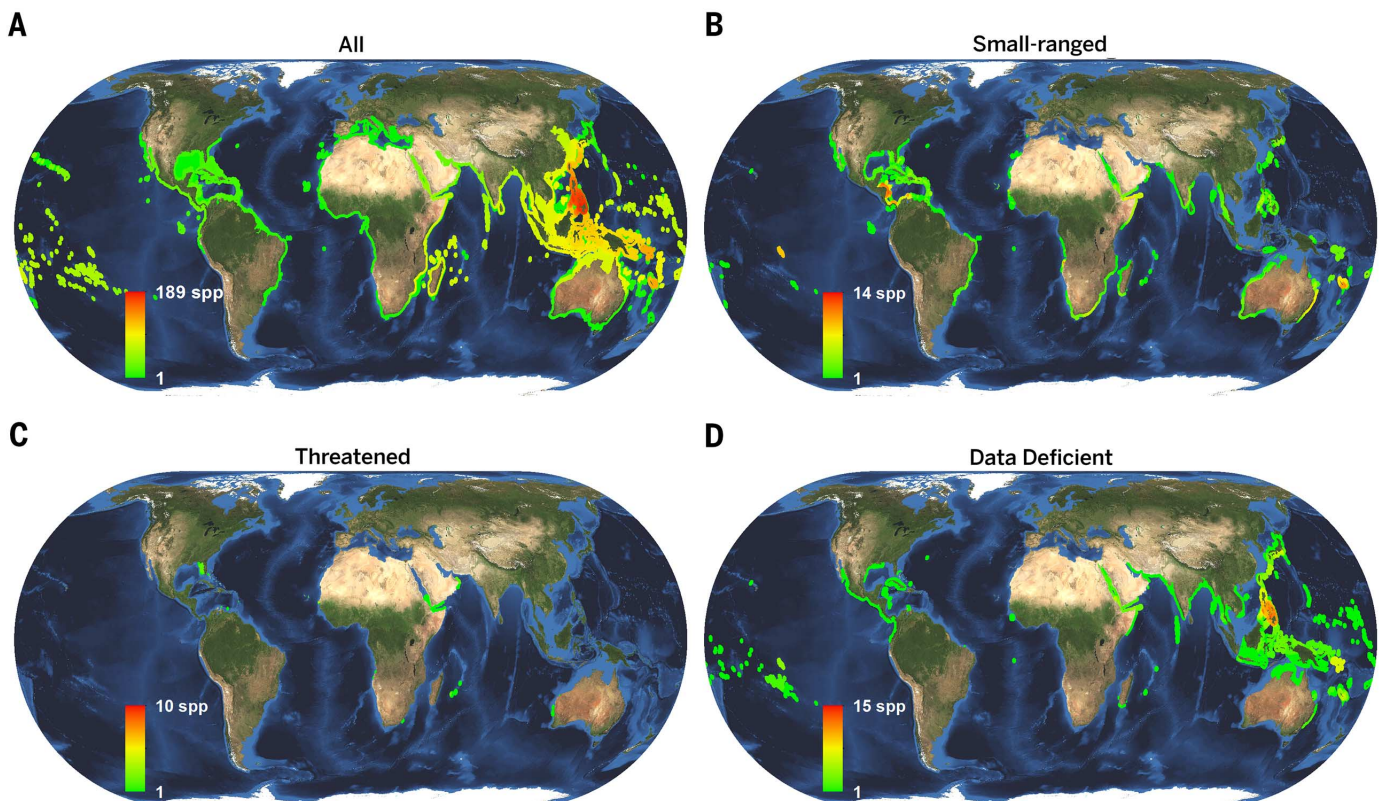 A
All
189 spp
1
B
Small-ranged
14 spp
1
C
Threatened
10 spp
1
D
Data Deficient
15 spp
1